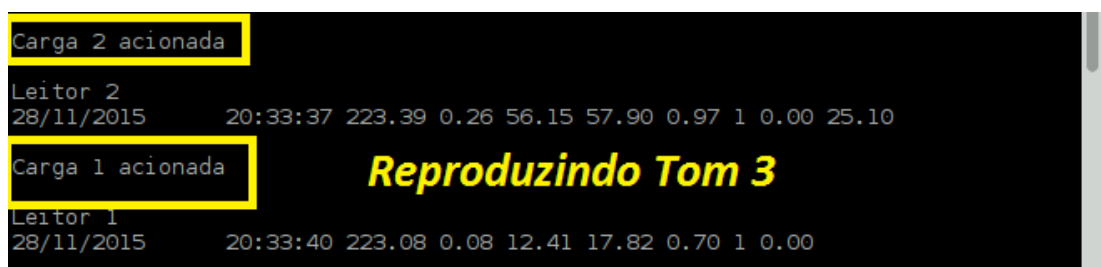 Carga 2 acionada
Leitor 2
28/11/2015 20:33:37 223.39 0.26 56.15 57.90 0.97 1 0.00 25.10
Carga 1 acionada
Reproduzindo Tom 3
Leitor 1
28/11/2015 20:33:40 223.08 0.08 12.41 17.82 0.70 1 0.00